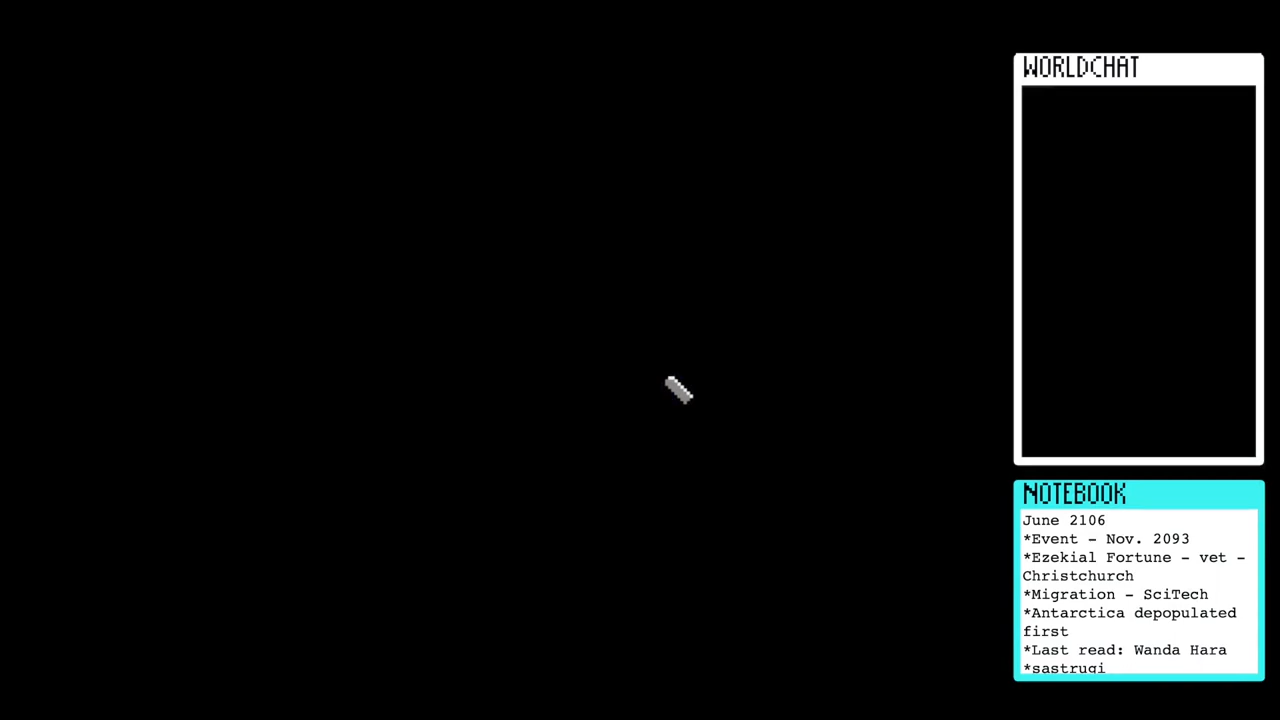 WORLDCHAT
NOTEBOOK
June 2106
*Event - Nov. 2093
*Ezekial Fortune - vet -
Christchurch
*Migration - SciTech
*Antarctica depopulated
first
*Last read: Wanda Hara
*sastrugi